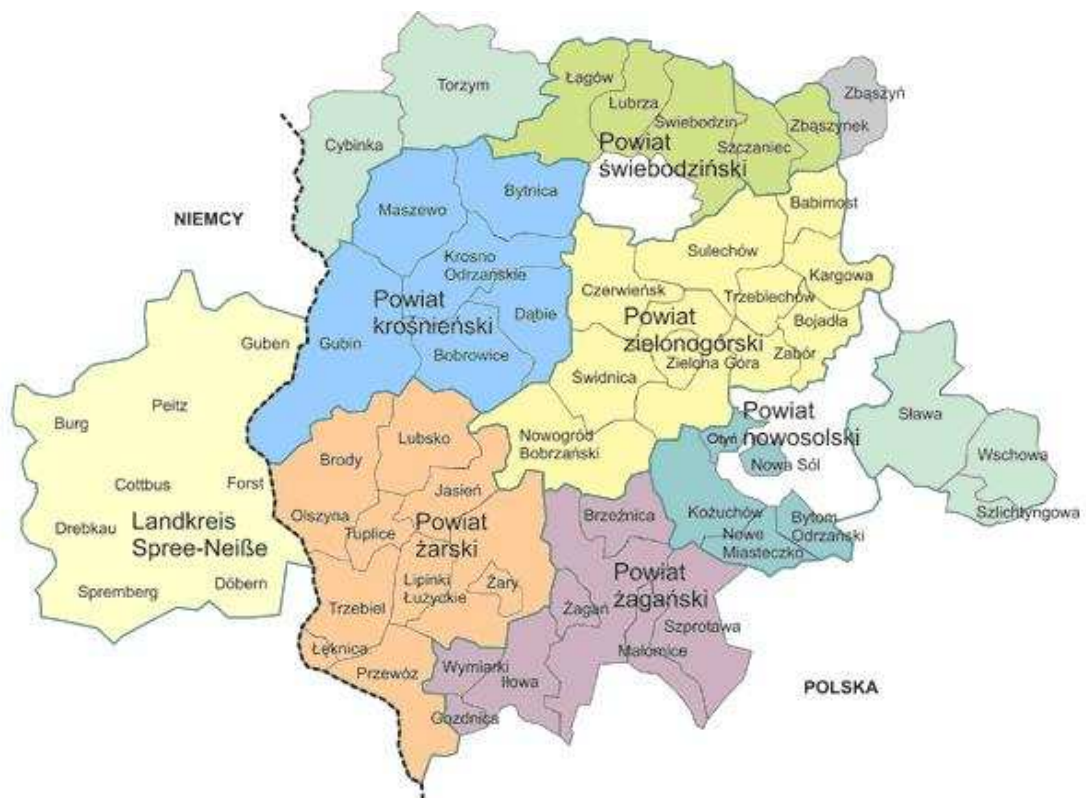 Torzym
Łagów
Lubrza
Świebodzin
Zbąszyń
Zbąszynek
Szczaniec
Powiat
świebodziński
Cybinka
Bytnica
Maszewo
Babimost
NIEMCY
Sulechów
Krosno
Odrzańskie
Kargowa
Czerwieńsk
Trzebiechów
Powiat
krośnieński
Dąbie
Powiat
zielonogórski
Bojadła
Guben
Gubin
Bobrowice
Zielona Góra
Zabór
Świdnica
Peitz
Burg
Powiat
nowosolski
Sława
Lubsko
Nowogród
Bobrzański
Otyń
Brody
Nowa Sól
Wschowa
Cottbus
Forst
Jasień
Szlichtyngowa
Olszyna
Brzeźnica
Kożuchów
Bytom
Odrzański
Drebkau
Landkreis
Spree-Neiße
Tuplice
Powiat
żarski
Nowe
Miasteczko
Powiat
żagański
Spremberg
Döbern
Lipinki
Łużyckie
Żary
Trzebiel
Żagań
Szprotawa
Łęknica
Małomice
Przewóz
Wymiarki
Iłowa
POLSKA
Gozdnica